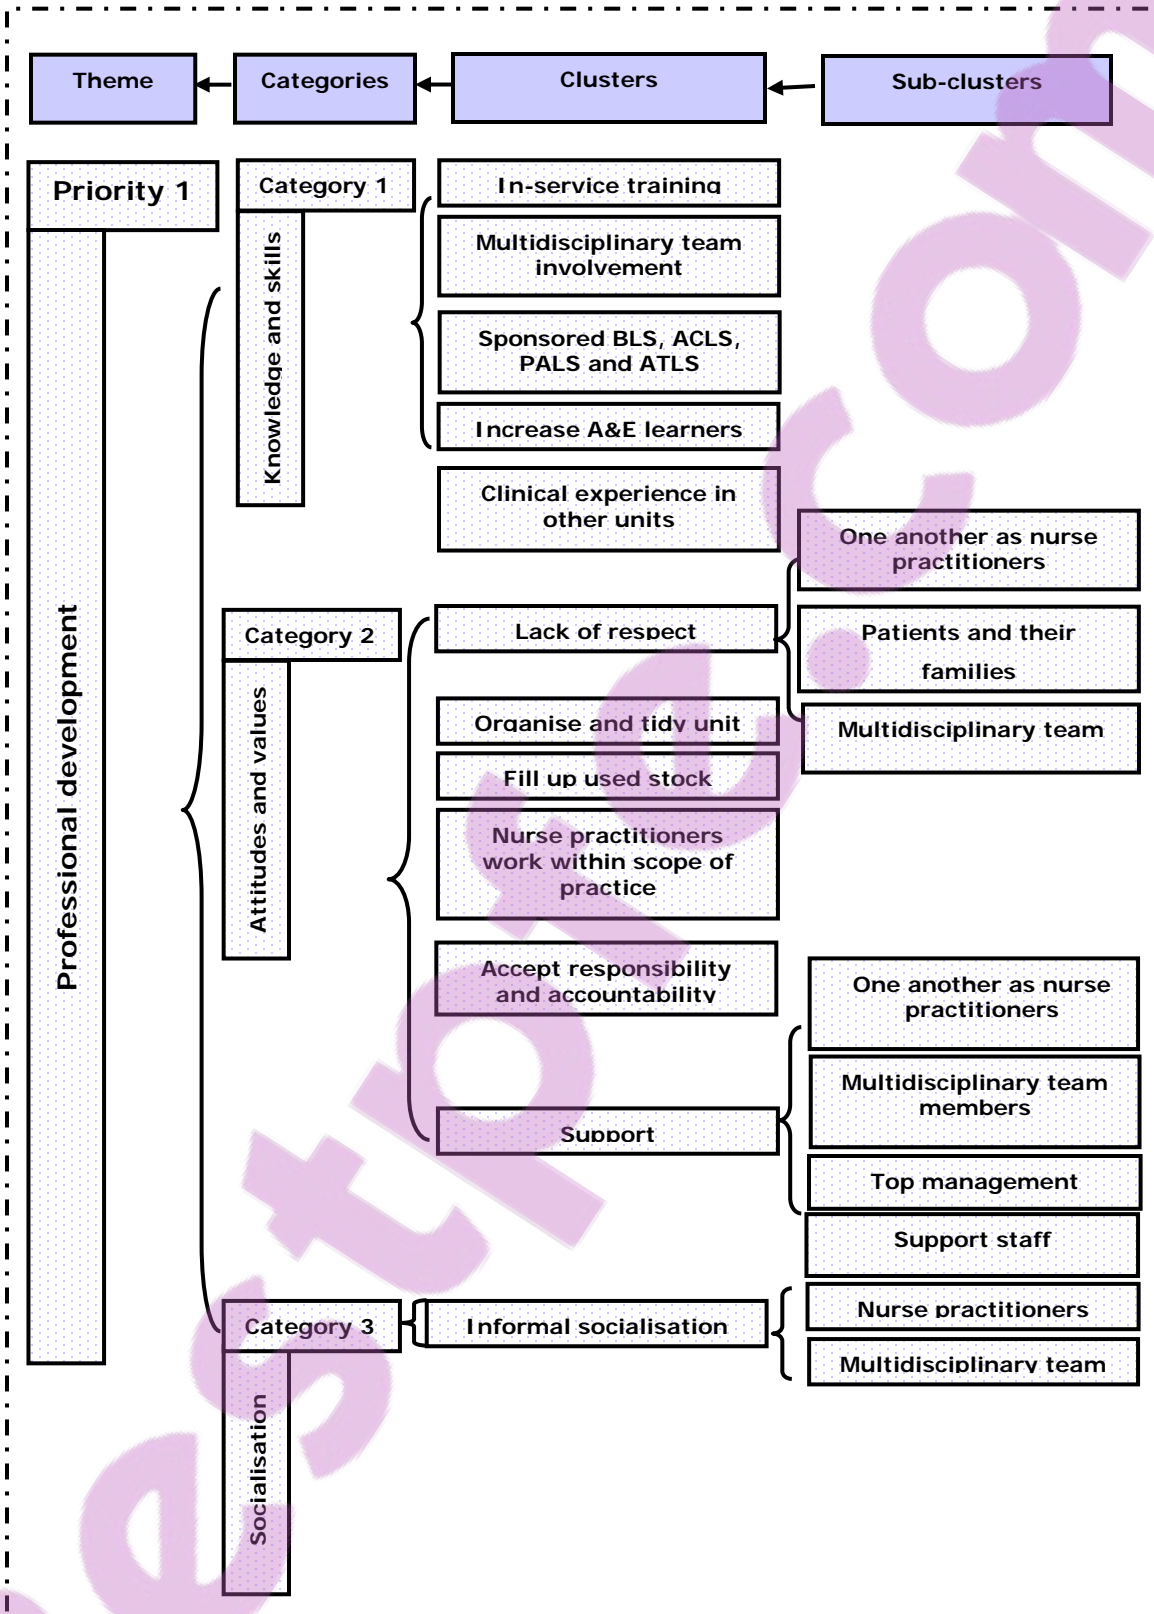 Theme
Categories
Clusters
Sub-clusters
Priority 1
Professional development
Category 1
Knowledge and skills
In-service training
Multidisciplinary team
involvement
Sponsored BLS, ACLS,
PALS and ATLS
Increase A&E learners
Clinical experience in
other units
Category 2
Attitudes and values
Lack of respect
One another as nurse
practitioners
Patients and their
families
Multidisciplinary team
Organise and tidy unit
Fill up used stock
Nurse practitioners
work within scope of
practice
Accept responsibility
and accountability
Support
One another as nurse
practitioners
Multidisciplinary team
members
Top management
Support staff
Category 3
Socialisation
Informal socialisation
Nurse practitioners
Multidisciplinary team
estpfe.com